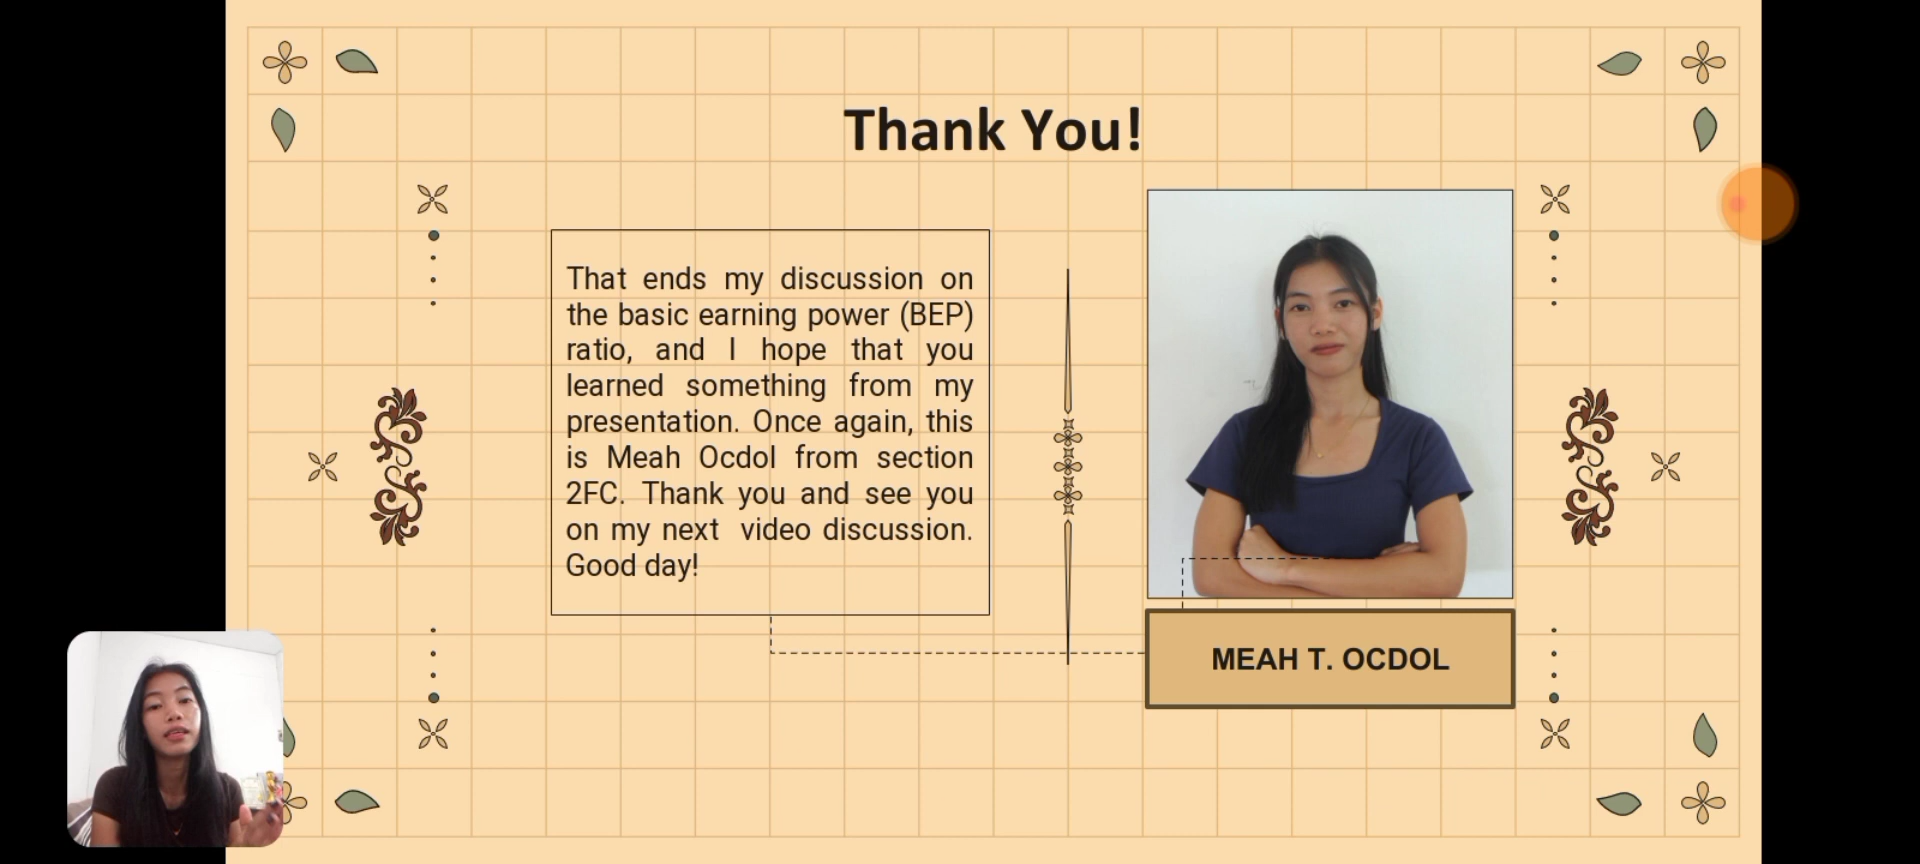 Thank You!
That ends my discussion on
the basic earning power (BEP)
ratio, and I hope that you
learned something from my
presentation. Once again, this
is Meah Ocdol from section
2FC. Thank you and see you
on my next  video discussion.
Good day!
MEAH T. OCDOL